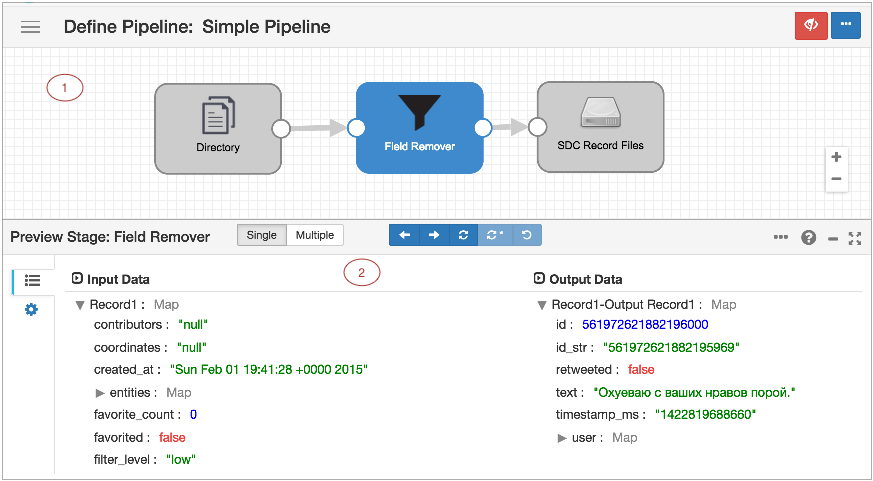 Define Pipeline: Simple Pipeline
1
Directory
Field Remover
SDC Record Files
+
−
Preview Stage: Field Remover
Single Multiple
2
Input Data
Record1 : Map
contributors : "null"
coordinates : "null"
created_at : "Sun Feb 01 19:41:28 +0000 2015"
entities : Map
favorite_count : 0
favorited : false
filter_level : "low"
Output Data
Record1-Output Record1 : Map
id : 561972621882196000
id_str : "561972621882195969"
retweeted : false
text : "Охуеваю с ваших нравов порой."
timestamp_ms : "1422819688660"
user : Map